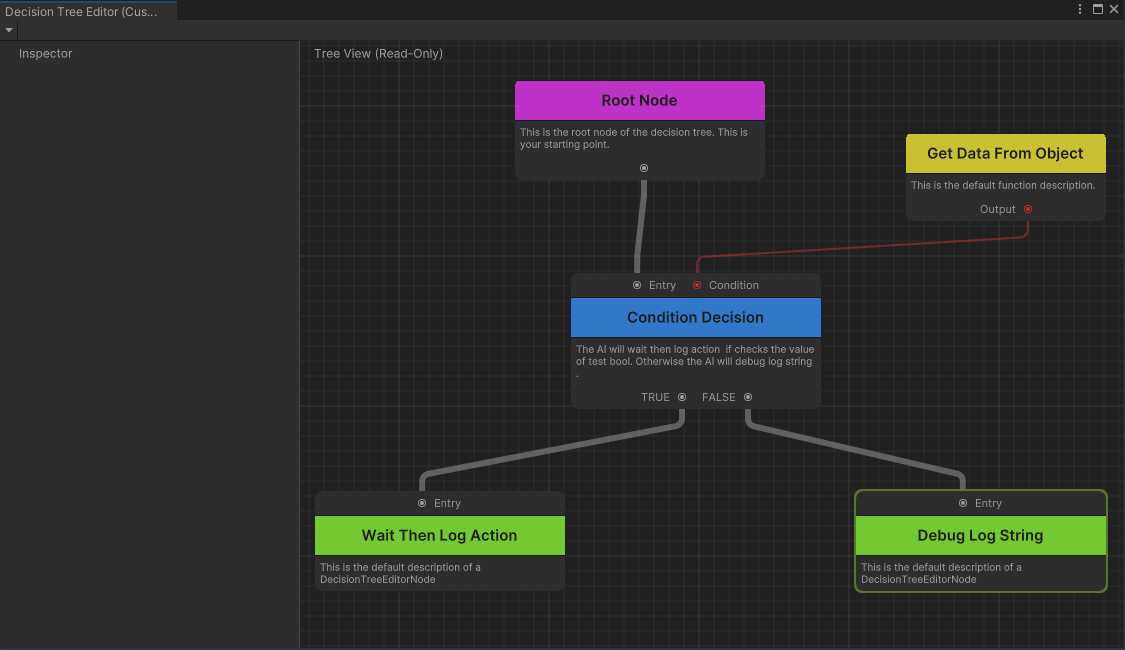 Decision Tree Editor (Cus...
Inspector
Tree View (Read-Only)
Root Node
This is the root node of the decision tree. This is
your starting point.
Get Data From Object
This is the default function description.
Output
Entry
Condition
Condition Decision
The AI will wait then log action  if checks the value
of test bool. Otherwise the AI will debug log string
.
TRUE
FALSE
Entry
Wait Then Log Action
This is the default description of a
DecisionTreeEditorNode
Entry
Debug Log String
This is the default description of a
DecisionTreeEditorNode